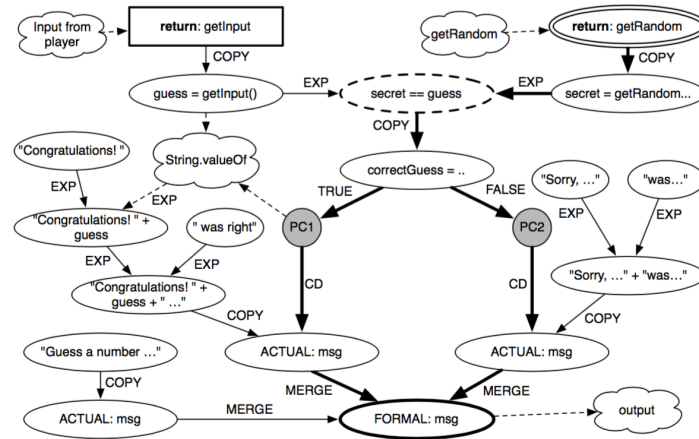 Input from
player
return: getInput
getRandom
return: getRandom
COPY
COPY
guess = getInput()
EXP
secret == guess
EXP
secret = getRandom...
COPY
"Congratulations! "
String.valueOf
correctGuess = ..
"Sorry, ..."
"was..."
EXP
EXP
TRUE
FALSE
EXP
EXP
"Congratulations! " +
guess
" was right"
PC1
PC2
EXP
EXP
"Sorry, ..." + "was..."
"Congratulations! " +
guess + " ..."
CD
CD
COPY
COPY
"Guess a number ..."
ACTUAL: msg
ACTUAL: msg
COPY
MERGE
MERGE
ACTUAL: msg
MERGE
FORMAL: msg
output